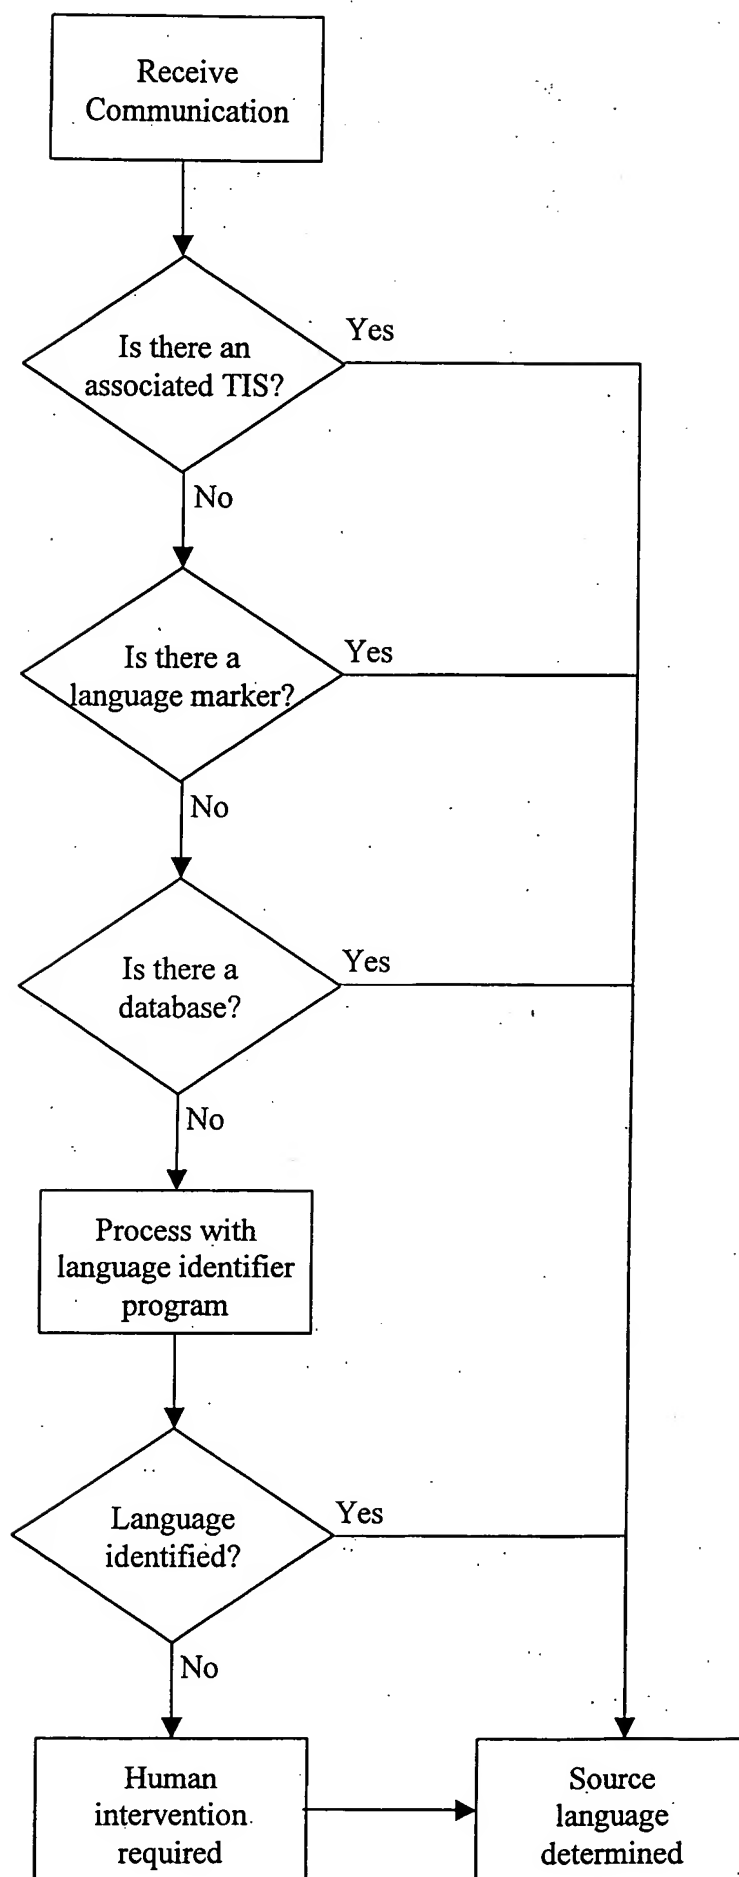 Receive
Communication
Is there an
associated TIS?
Yes
No
Is there a
language marker?
Yes
No
Is there a
database?
Yes
No
Process with
language identifier
program
Language
identified?
Yes
No
Human
intervention
required
Source
language
determined